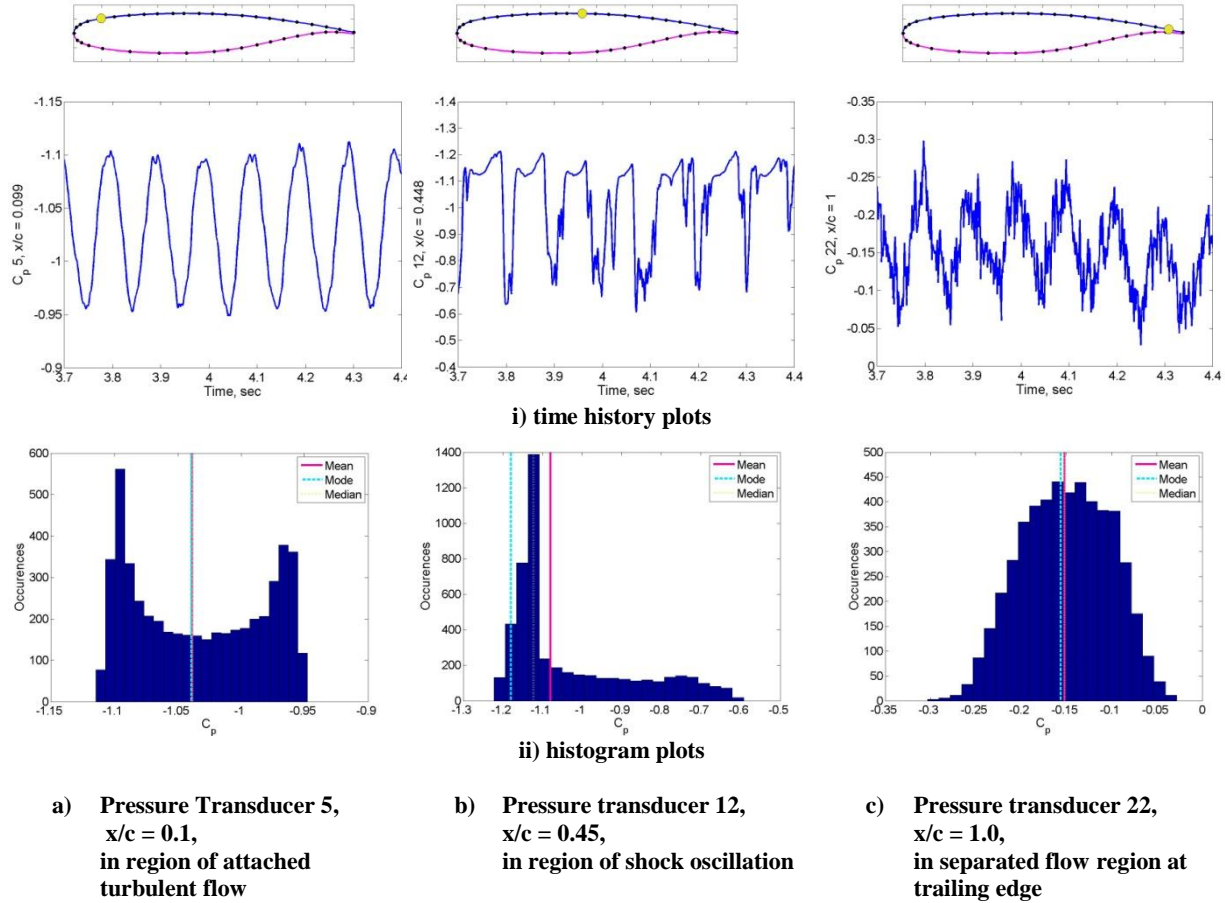 -1.15
-1.1
-1.05
-1
-0.95
-0.9
3.7 3.8 3.9 4 4.1 4.2 4.3 4.4
Time, sec
Cp 5, x/c = 0.099
-1.4
-1.3
-1.2
-1.1
-1
-0.9
-0.8
-0.7
-0.6
-0.5
-0.4
3.7 3.8 3.9 4 4.1 4.2 4.3 4.4
Time, sec
Cp 12, x/c = 0.448
-0.35
-0.3
-0.25
-0.2
-0.15
-0.1
-0.05
0
3.7 3.8 3.9 4 4.1 4.2 4.3 4.4
Time, sec
Cp 22, x/c = 1
i) time history plots
600
500
400
300
200
100
0
-1.15 -1.1 -1.05 -1 -0.95 -0.9
Cp
Occurences
Mean
Mode
Median
1400
1200
1000
800
600
400
200
0
-1.3 -1.2 -1.1 -1 -0.9 -0.8 -0.7 -0.6 -0.5
Cp
Occurences
Mean
Mode
Median
500
450
400
350
300
250
200
150
100
50
0
-0.35 -0.3 -0.25 -0.2 -0.15 -0.1 -0.05 0
Cp
Occurences
Mean
Mode
Median
ii) histogram plots
a) Pressure Transducer 5,
x/c = 0.1,
in region of attached
turbulent flow
b) Pressure transducer 12,
x/c = 0.45,
in region of shock oscillation
c) Pressure transducer 22,
x/c = 1.0,
in separated flow region at
trailing edge